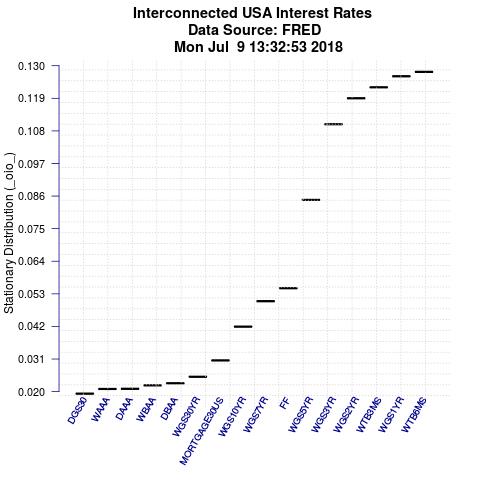 Interconnected USA Interest Rates
Data Source: FRED
Mon Jul  9 13:32:53 2018
Stationary Distribution (_oio_)
0.130
0.119
0.108
0.097
0.086
0.075
0.064
0.053
0.042
0.031
0.020
DGS30
WAAA
DAAA
WBAA
DBAA
WGS30YR
MORTGAGE30US
WGS10YR
WGS7YR
FF
WGS5YR
WGS3YR
WGS2YR
WTB3MS
WGS1YR
WTB6MS